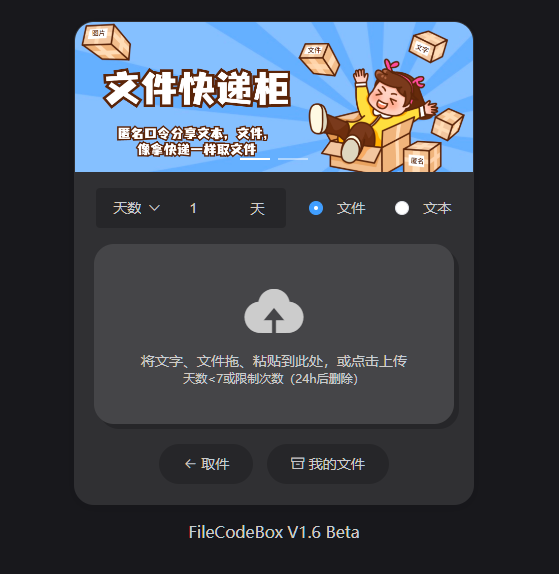 图片
文件
文字
文件快递柜
匿名口令分享文本，文件，
像拿快递一样取文件
匿名
天数 1 天 文件 文本
将文字、文件拖、粘贴到此处，或点击上传
天数<7或限制次数（24h后删除）
取件 我的文件
FileCodeBox V1.6 Beta